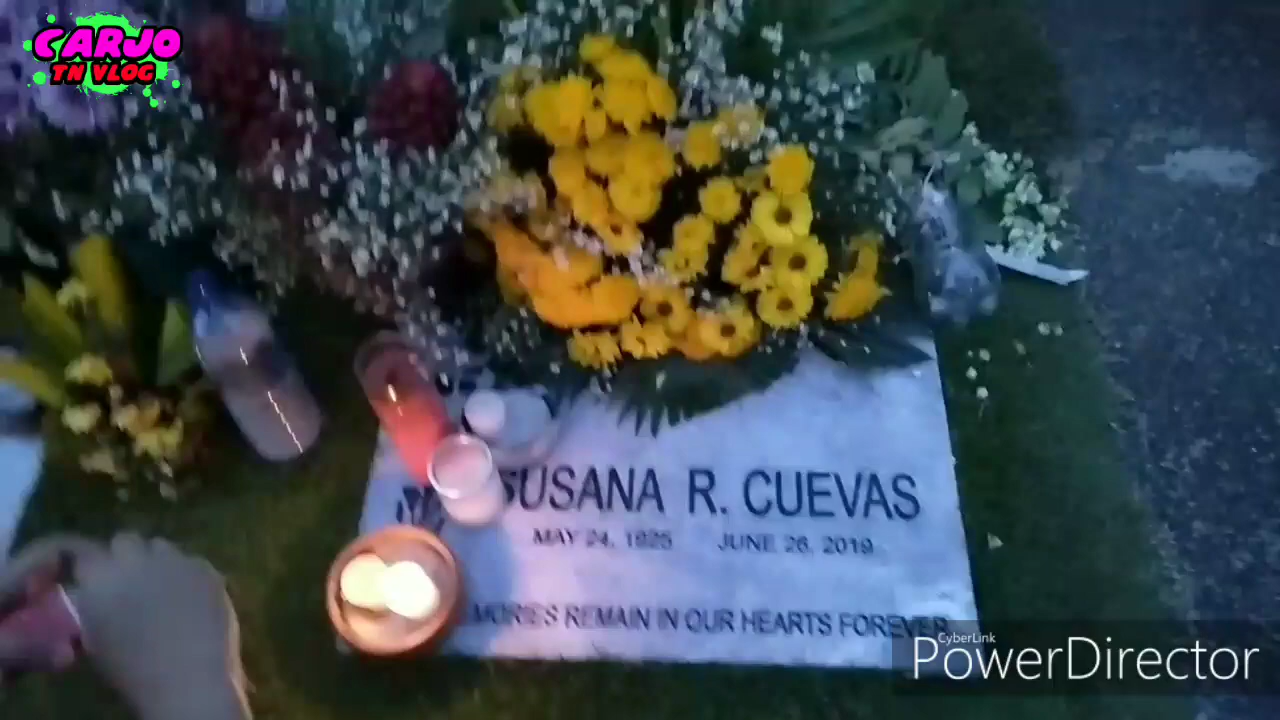 CARJO
TN VLOG
SUSANA R. CUEVAS
MAY 24, 1925 JUNE 26, 2019
MORIES REMAIN IN OUR HEARTS FOREVER
CyberLink
PowerDirector